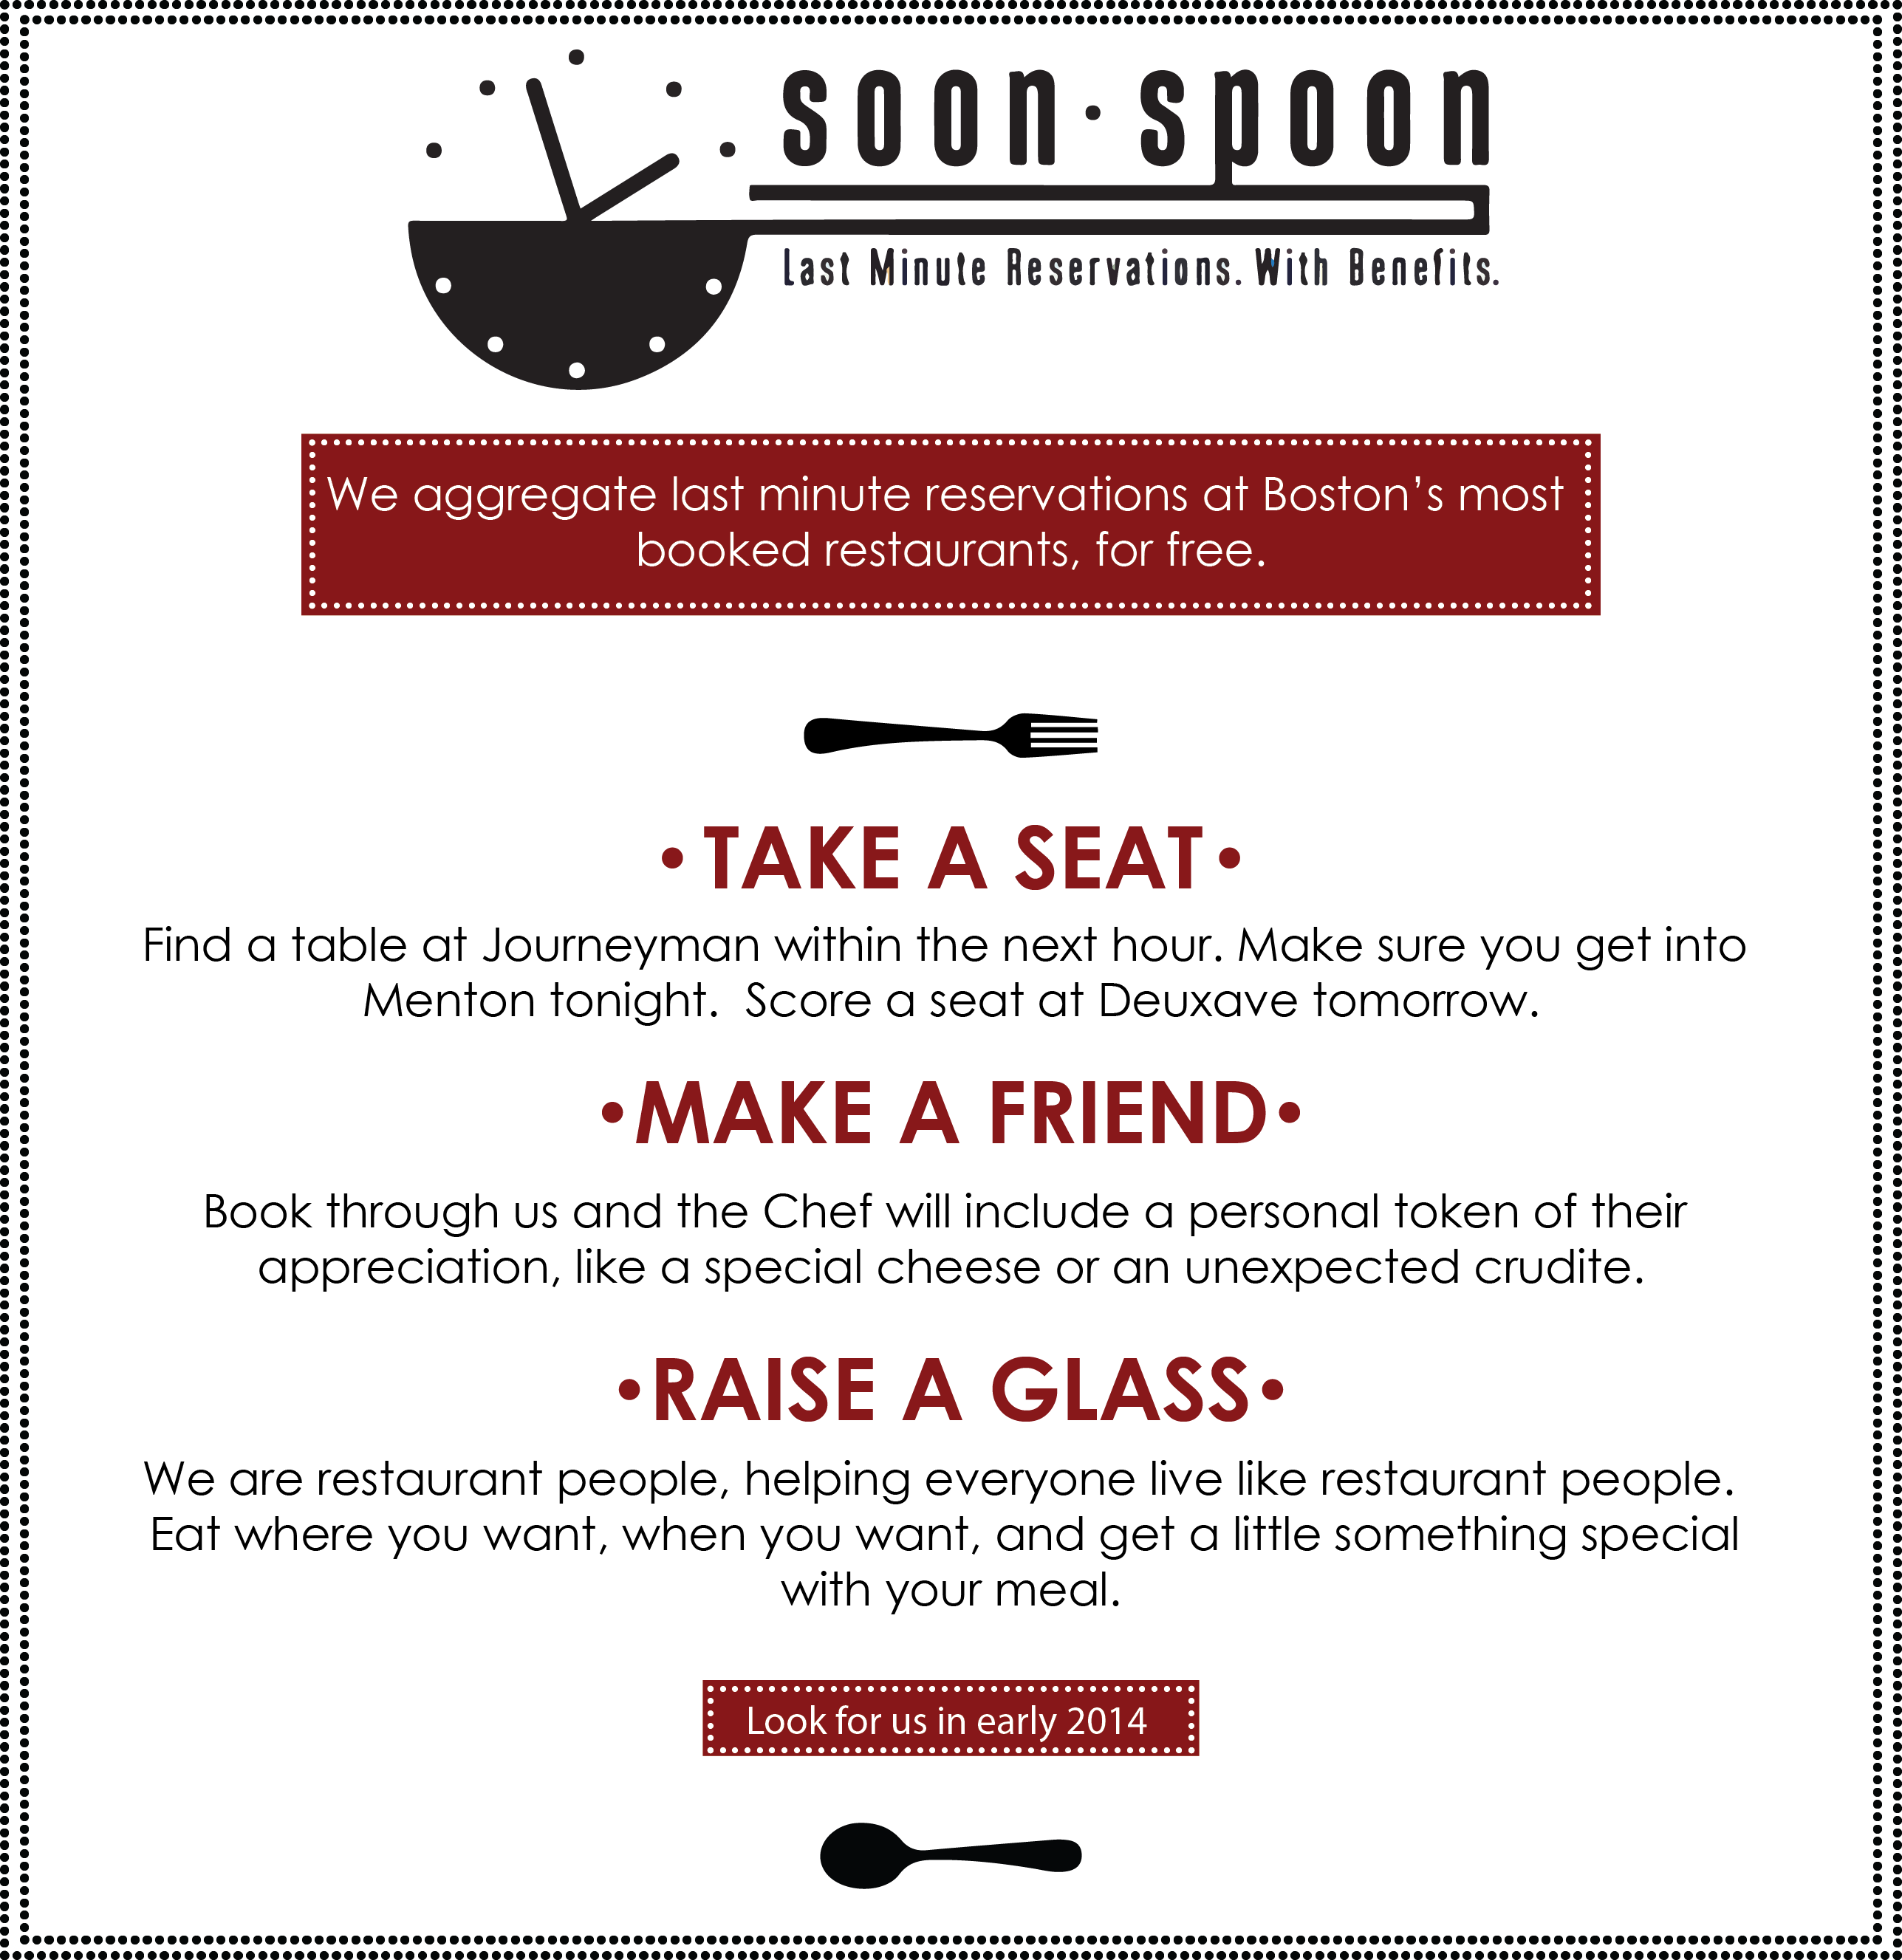 soon·spoon
Last Minute Reservations. With Benefits.
We aggregate last minute reservations at Boston’s most
booked restaurants, for free.
• TAKE A SEAT •
Find a table at Journeyman within the next hour. Make sure you get into
Menton tonight.  Score a seat at Deuxave tomorrow.
•MAKE A FRIEND•
Book through us and the Chef will include a personal token of their
appreciation, like a special cheese or an unexpected crudite.
•RAISE A GLASS•
We are restaurant people, helping everyone live like restaurant people.
Eat where you want, when you want, and get a little something special
with your meal.
Look for us in early 2014